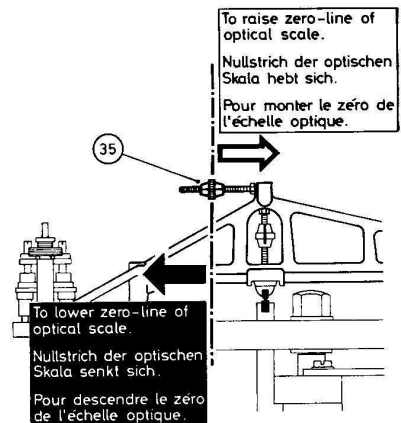 To raise zero-line of
optical scale.
Nullstrich der optischen
Skala hebt sich.
Pour monter le zéro de
l'échelle optique.
35
To lower zero-line of
optical scale.
Nullstrich der optischen
Skala senkt sich.
Pour descendre le zéro
de l'échelle optique.